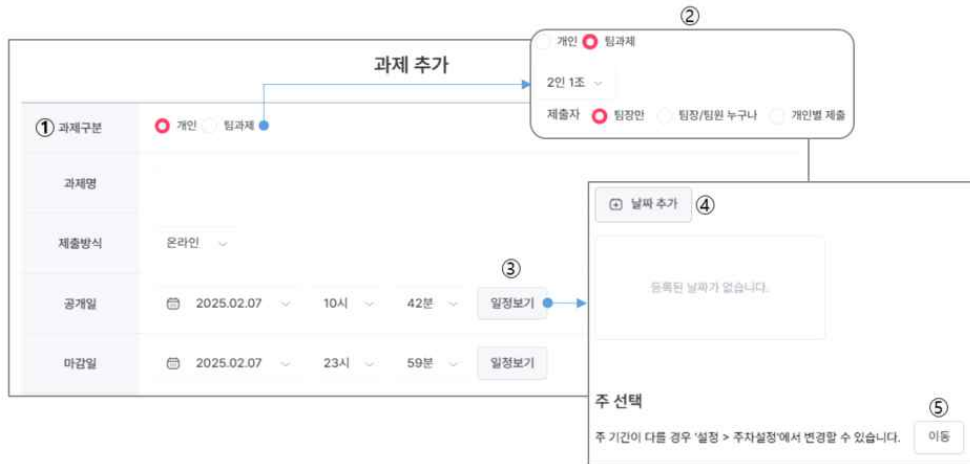 ②
개인 팀과제
과제 추가
2인 1조
제출자 팀장만 팀장/팀원 누구나 개인별 제출
① 과제구분 개인 팀과제
과제명
제출방식 온라인
③
공개일 2025.02.07 10시 42분 일정보기
마감일 2025.02.07 23시 59분 일정보기
날짜 추가 ④
등록된 날짜가 없습니다.
주 선택
⑤
주 기간이 다를 경우 '설정 > 주차설정'에서 변경할 수 있습니다. 이동